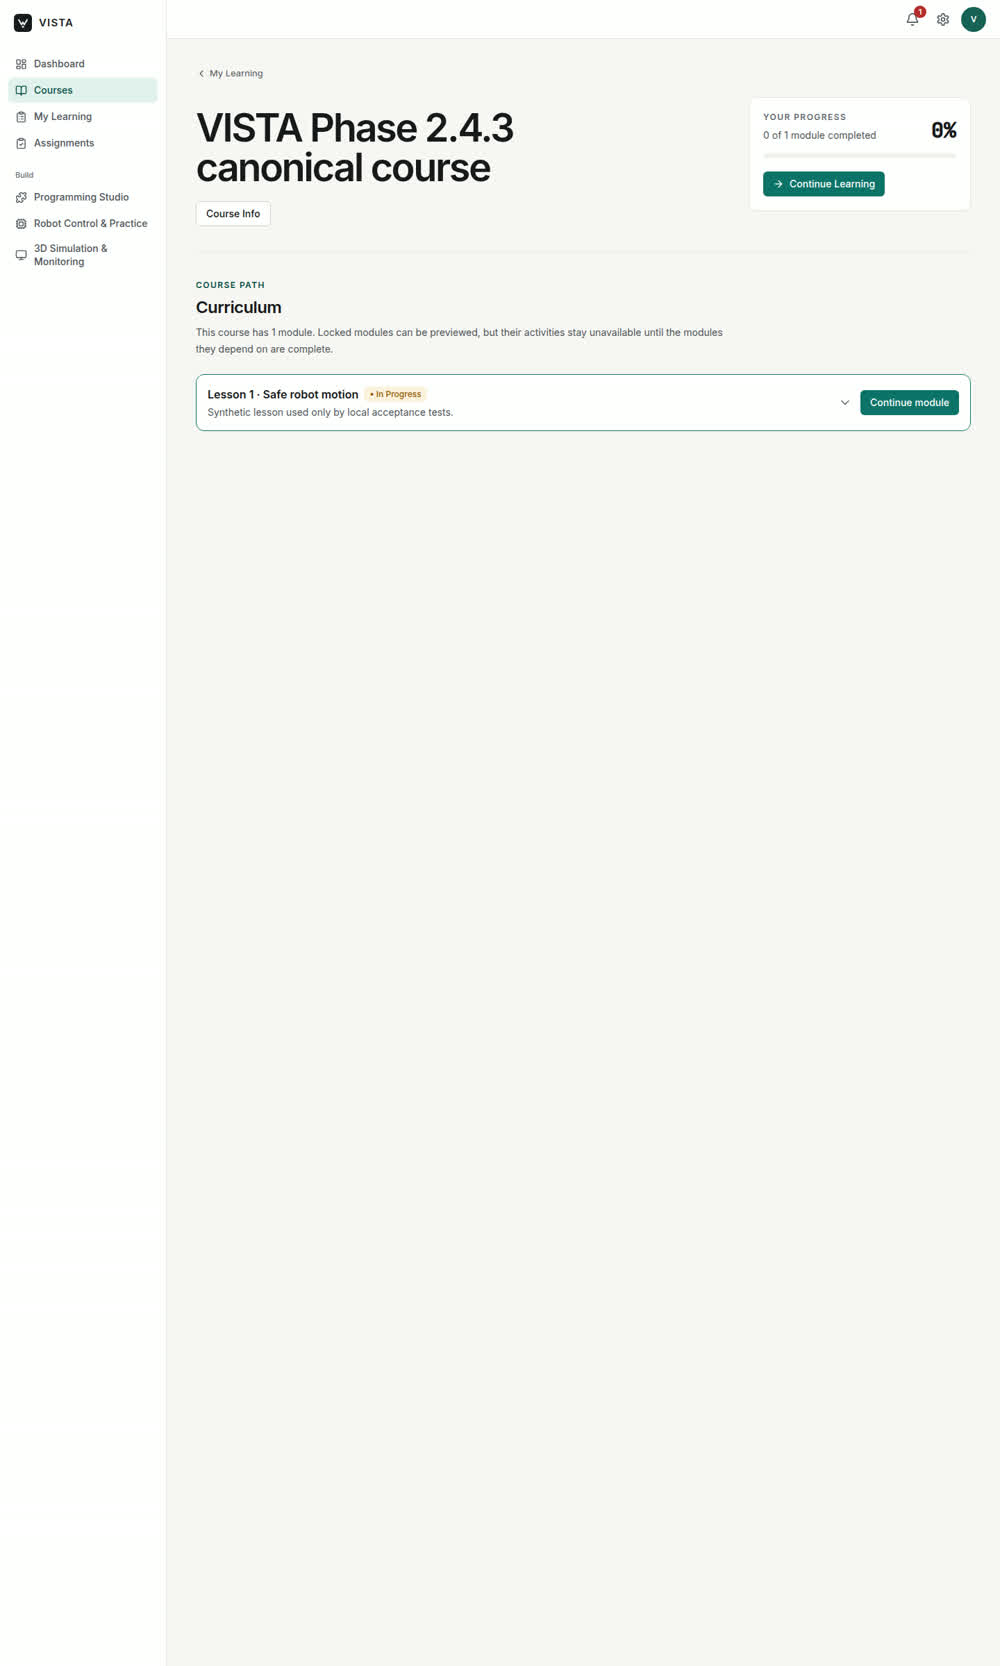 VISTA
1
V
Dashboard
Courses
My Learning
Assignments
Build
Programming Studio
Robot Control & Practice
3D Simulation &
Monitoring
My Learning
VISTA Phase 2.4.3
canonical course
Course Info
YOUR PROGRESS
0 of 1 module completed
0%
Continue Learning
COURSE PATH
Curriculum
This course has 1 module. Locked modules can be previewed, but their activities stay unavailable until the modules
they depend on are complete.
Lesson 1 · Safe robot motion
In Progress
Synthetic lesson used only by local acceptance tests.
Continue module